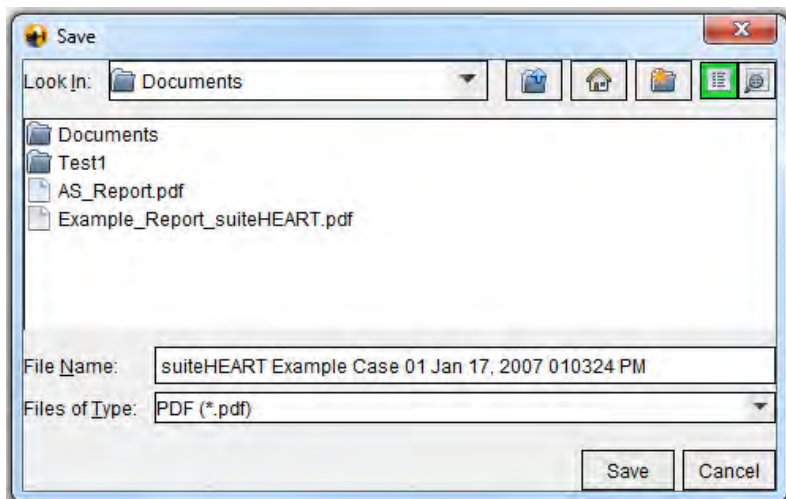 Save
Look In: Documents
Documents
Test1
AS_Report.pdf
Example_Report_suiteHEART.pdf
File Name: suiteHEART Example Case 01 Jan 17, 2007 010324 PM
Files of Type: PDF (*.pdf)
Save Cancel